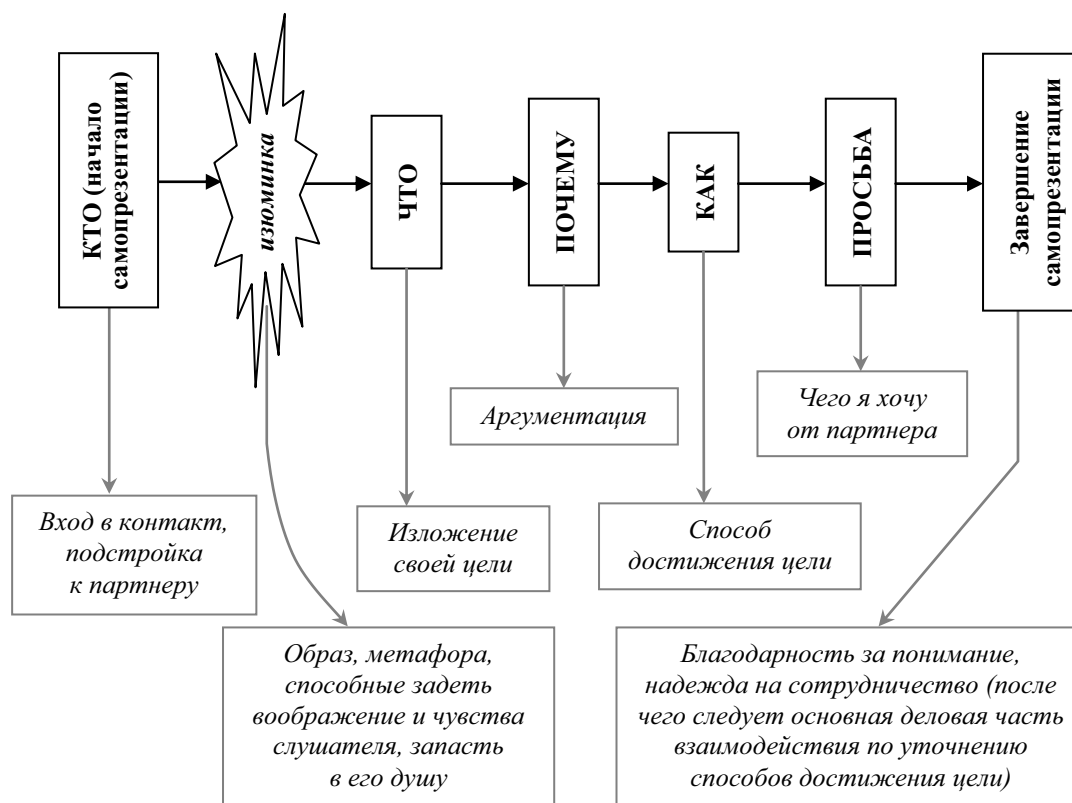 КТО (начало
самопрезентации)
изюминка
ЧТО
ПОЧЕМУ
КАК
ПРОСЬБА
Завершение
самопрезентации
Аргументация
Чего я хочу
от партнера
Вход в контакт,
подстройка
к партнеру
Изложение
своей цели
Способ
достижения цели
Образ, метафора,
способные задеть
воображение и чувства
слушателя, запасть
в его душу
Благодарность за понимание,
надежда на сотрудничество (после
чего следует основная деловая часть
взаимодействия по уточнению
способов достижения цели)